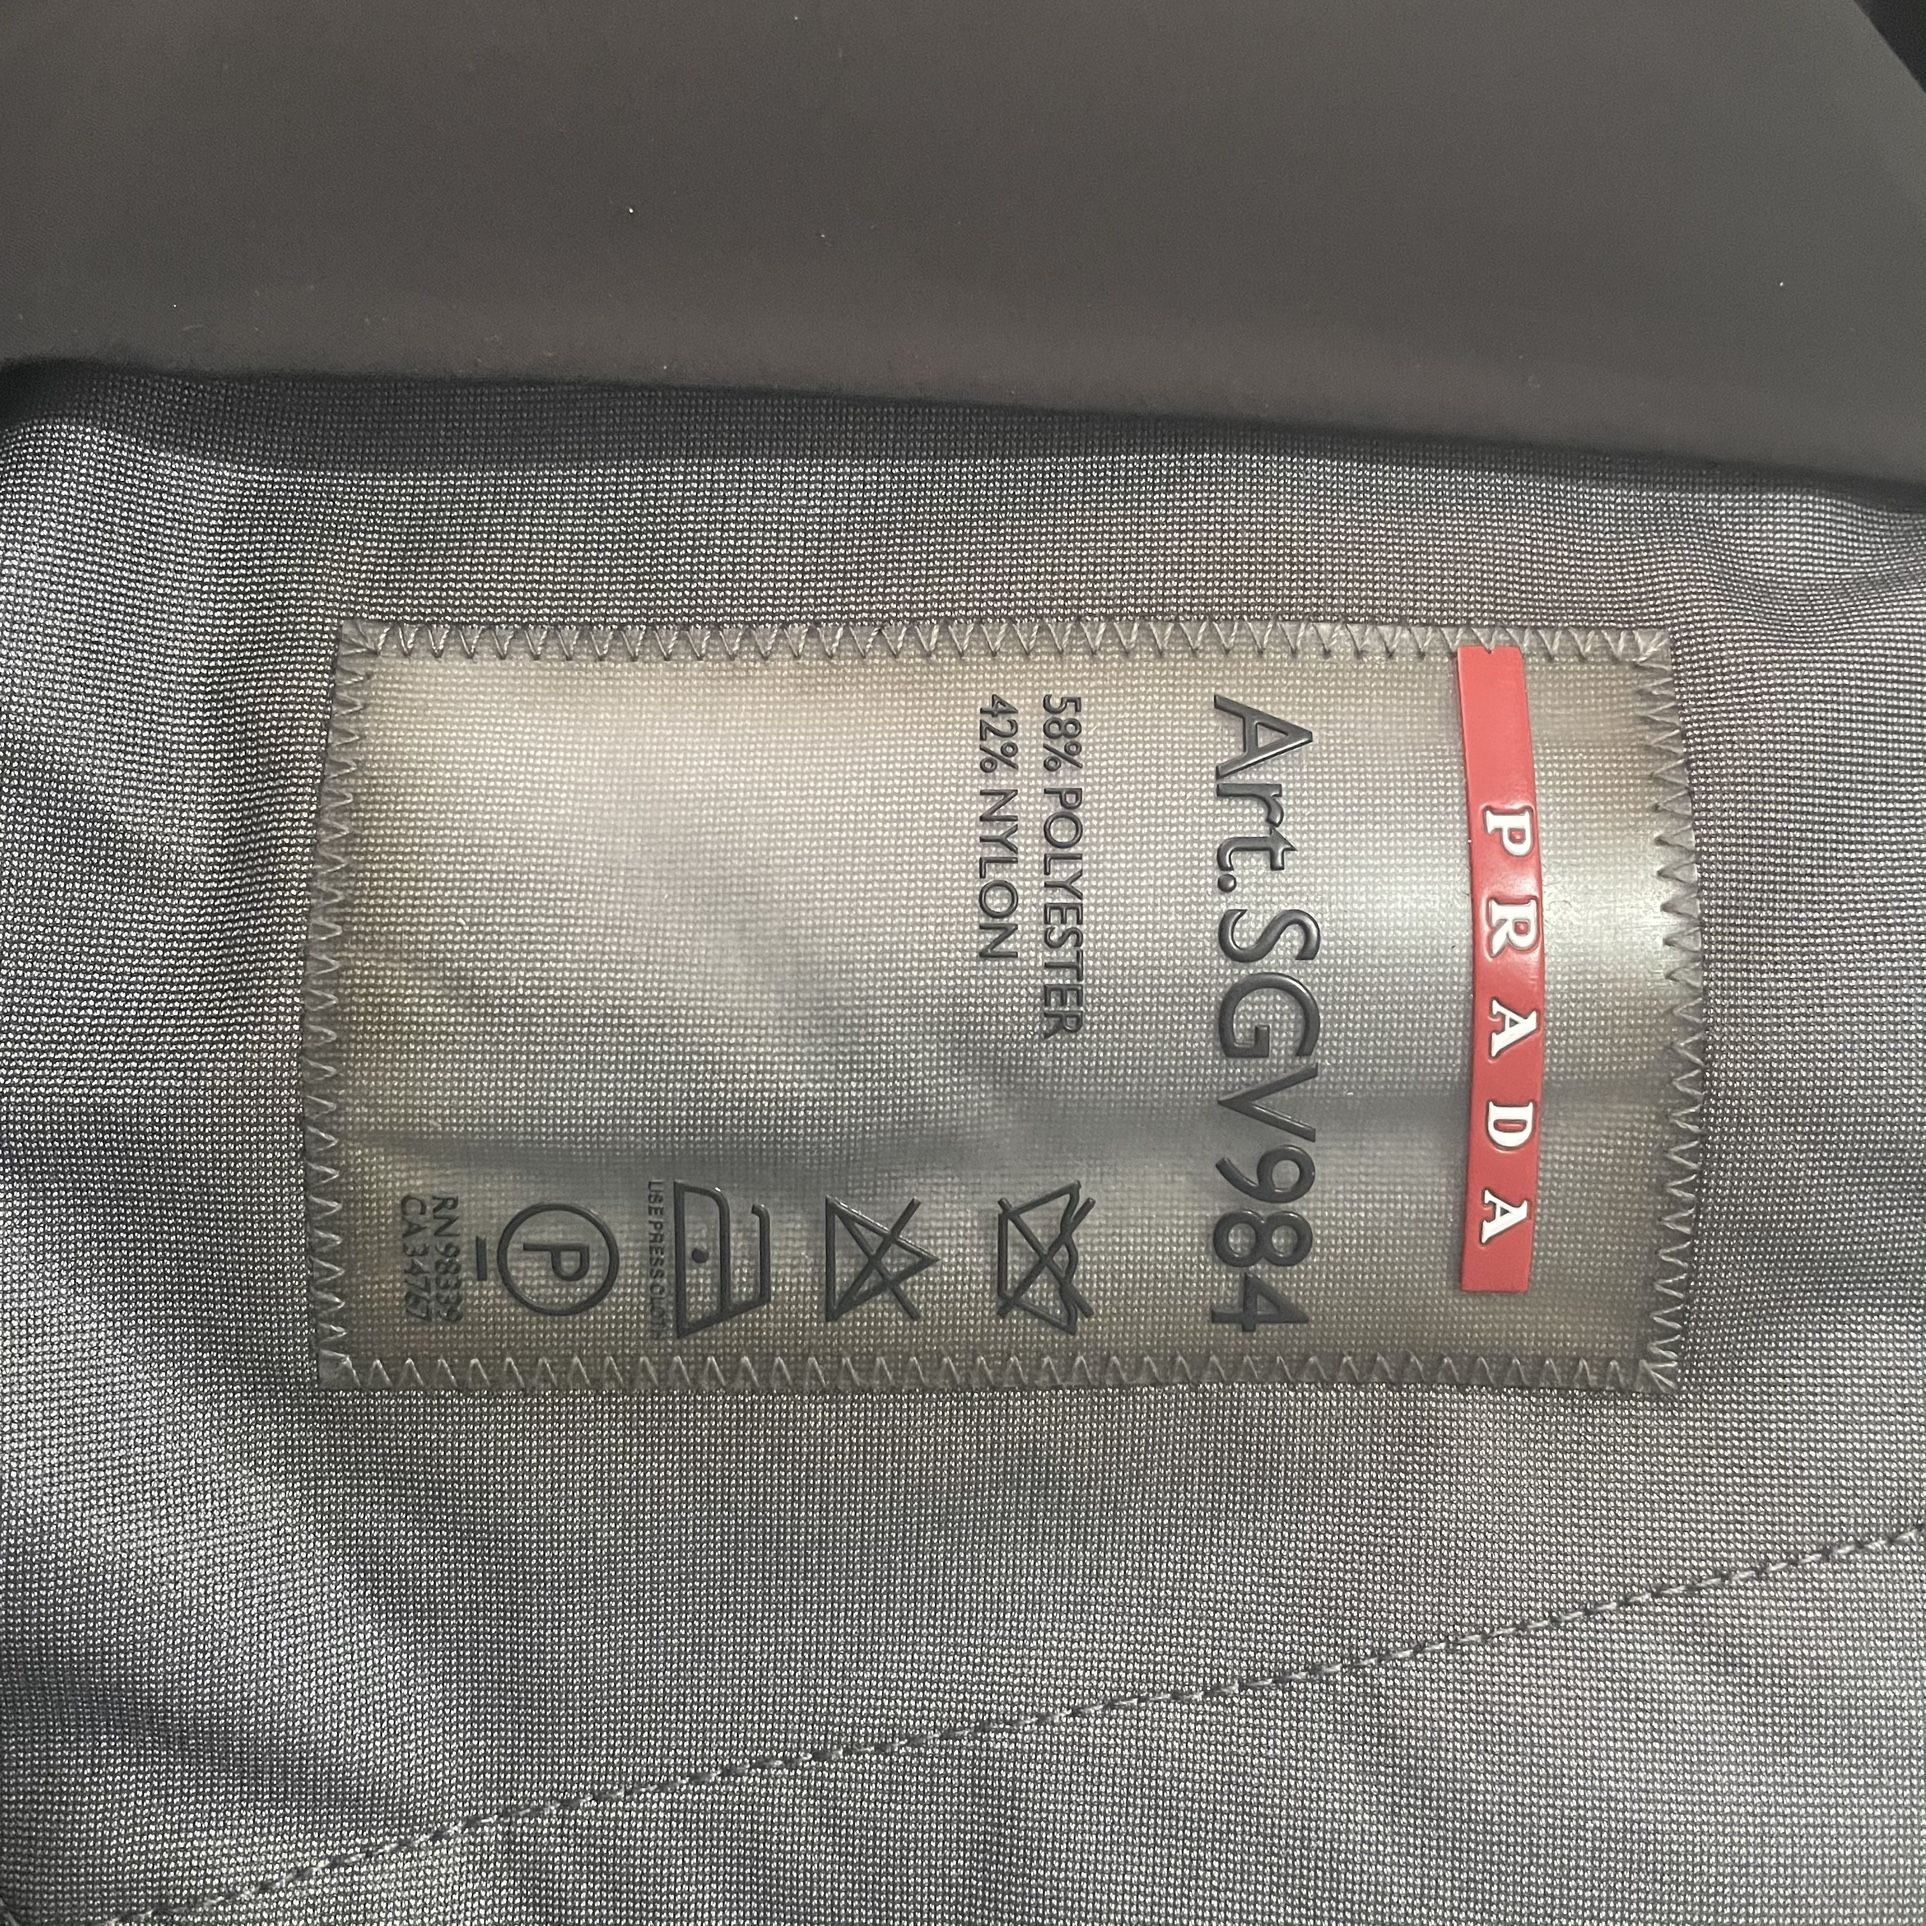 PRADA
Art.SGV984
58% POLYESTER
42% NYLON
USE PRESS CLOTH
P
RN 98339
CA 34767